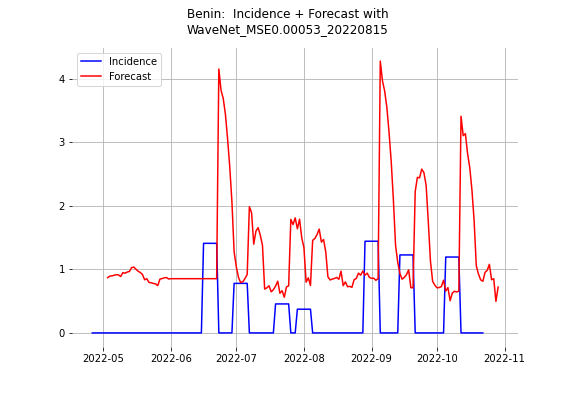 Benin:  Incidence + Forecast with
WaveNet_MSE0.00053_20220815
Incidence
Forecast
4
3
2
1
0
2022-05 2022-06 2022-07 2022-08 2022-09 2022-10 2022-11